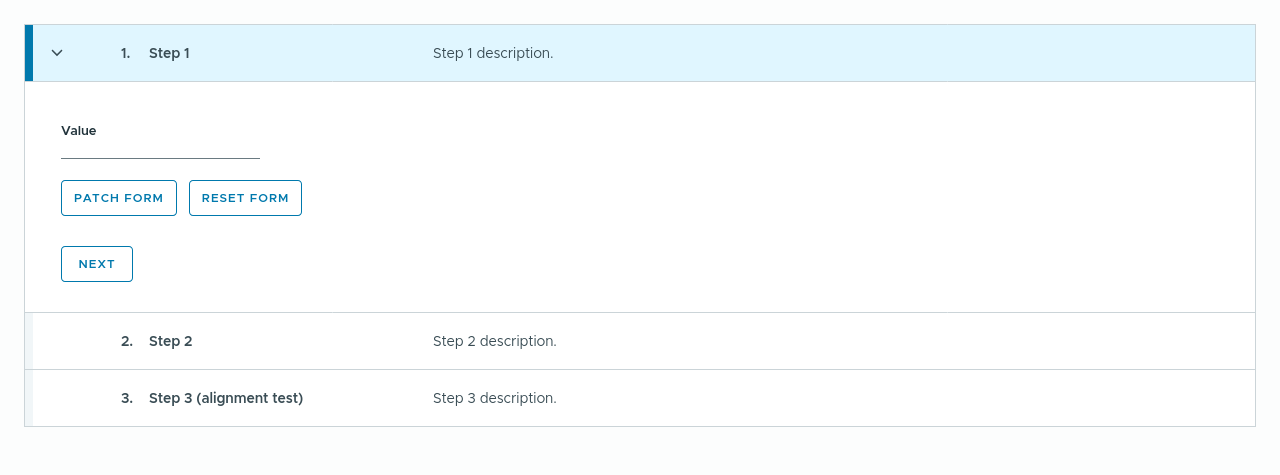 1. Step 1 Step 1 description.
Value
PATCH FORM RESET FORM
NEXT
2. Step 2 Step 2 description.
3. Step 3 (alignment test) Step 3 description.